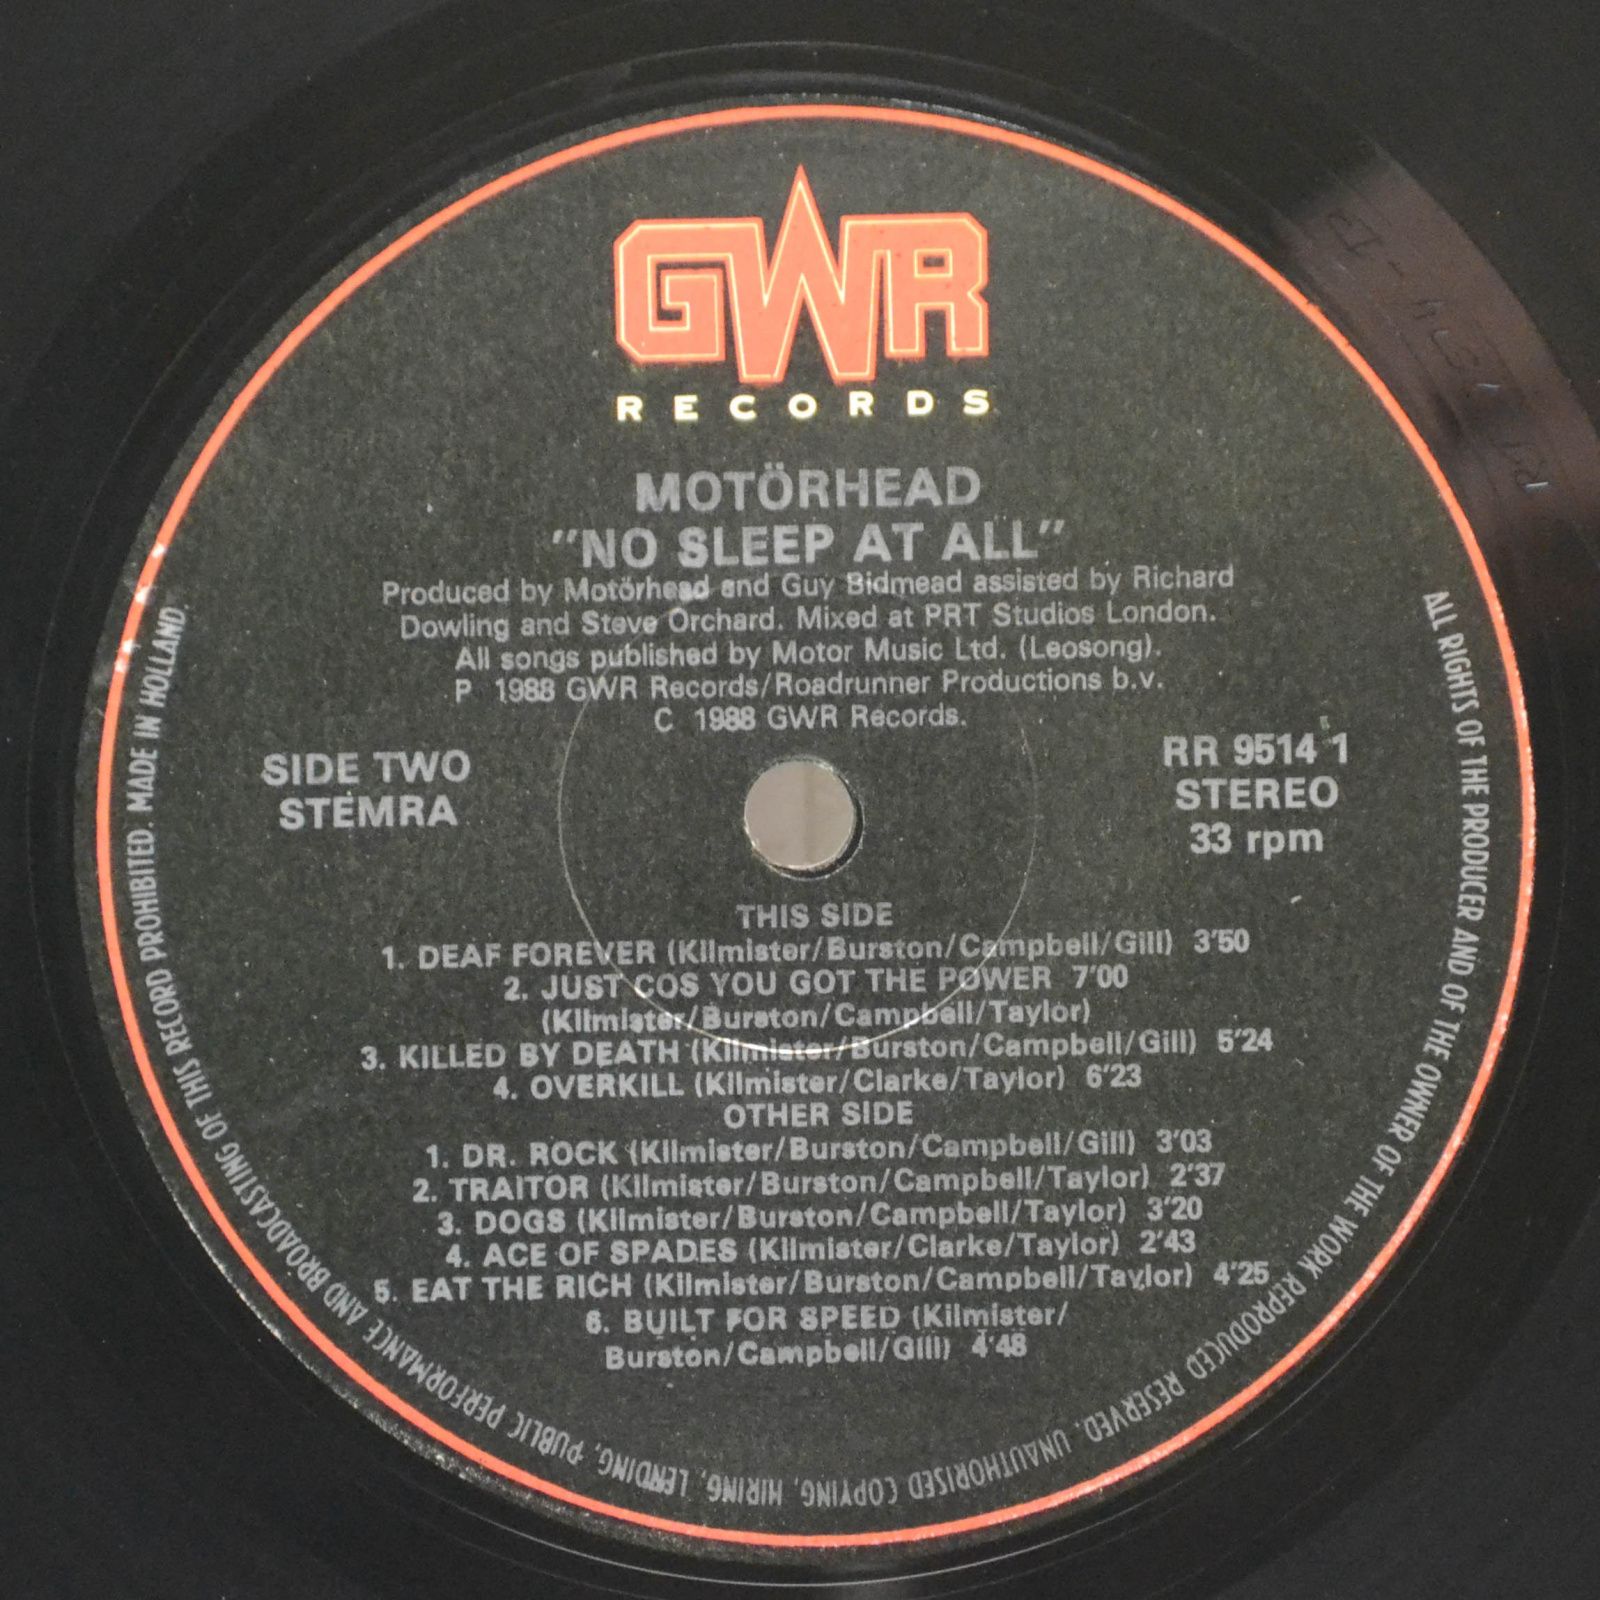 GWR
RECORDS
MOTÖRHEAD
"NO SLEEP AT ALL"
Produced by Motörhead and Guy Bidmead assisted by Richard
Dowling and Steve Orchard. Mixed at PRT Studios London.
All songs published by Motor Music Ltd. (Leosong).
P 1988 GWR Records/Roadrunner Productions b.v.
C 1988 GWR Records.
SIDE TWO
STEMRA
RR 9514 1
STEREO
33 rpm
THIS SIDE
1. DEAF FOREVER (Kilmister/Burston/Campbell/Gill) 3'50
2. JUST COS YOU GOT THE POWER 7'00
(Kilmister/Burston/Campbell/Taylor)
3. KILLED BY DEATH (Kilmister/Burston/Campbell/Gill) 5'24
4. OVERKILL (Kilmister/Clarke/Taylor) 6'23
OTHER SIDE
1. DR. ROCK (Kilmister/Burston/Campbell/Gill) 3'03
2. TRAITOR (Kilmister/Burston/Campbell/Taylor) 2'37
3. DOGS (Kilmister/Burston/Campbell/Taylor) 3'20
4. ACE OF SPADES (Kilmister/Clarke/Taylor) 2'43
5. EAT THE RICH (Kilmister/Burston/Campbell/Taylor) 4'25
6. BUILT FOR SPEED (Kilmister/
Burston/Campbell/Gill) 4'48
ALL RIGHTS OF THE PRODUCER AND OF THE OWNER OF THE WORK REPRODUCED RESERVED. UNAUTHORISED COPYING, HIRING, LENDING, PUBLIC PERFORMANCE AND BROADCASTING OF THIS RECORD PROHIBITED. MADE IN HOLLAND.